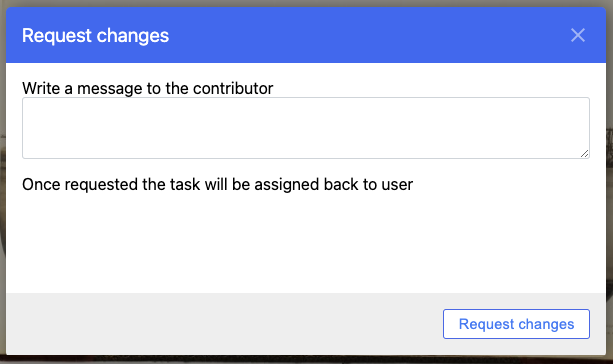 Request changes
Write a message to the contributor
Once requested the task will be assigned back to user
Request changes